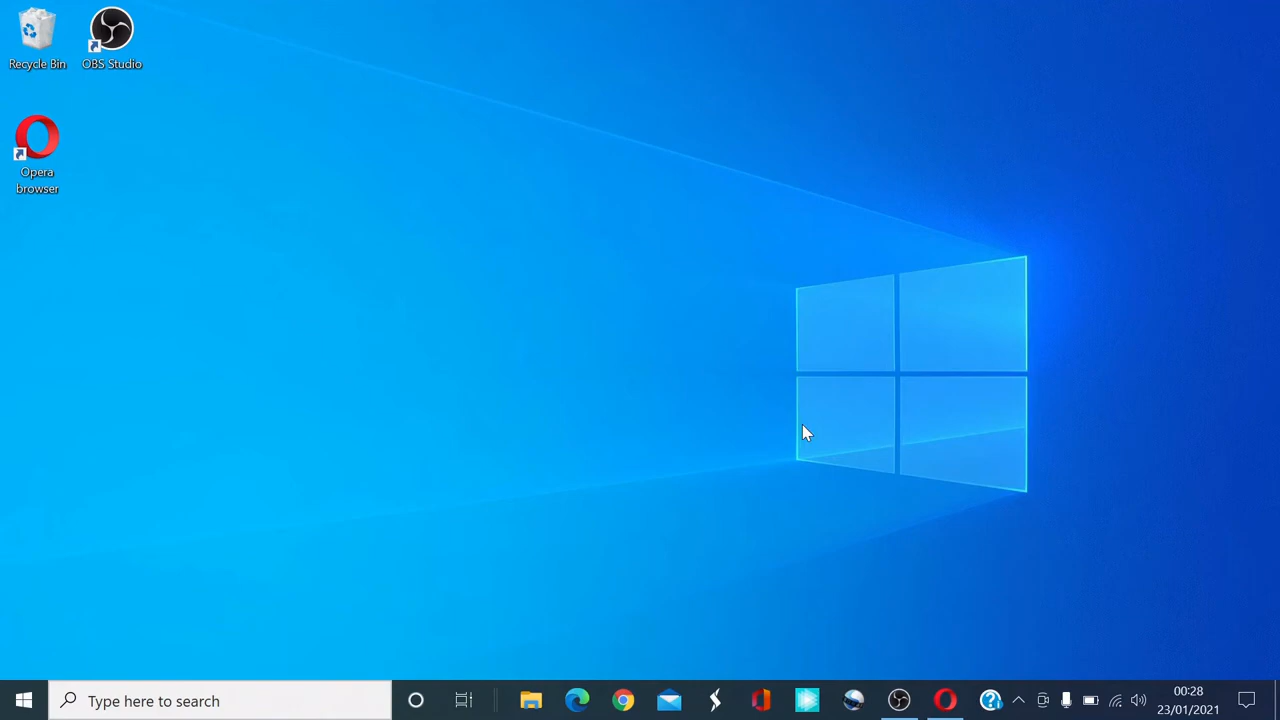 Recycle Bin
OBS Studio
Opera
browser
Type here to search
00:28
23/01/2021